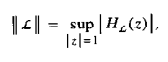 ‖ℒ‖ = sup_{|z|=1} |H_ℒ(z)|,